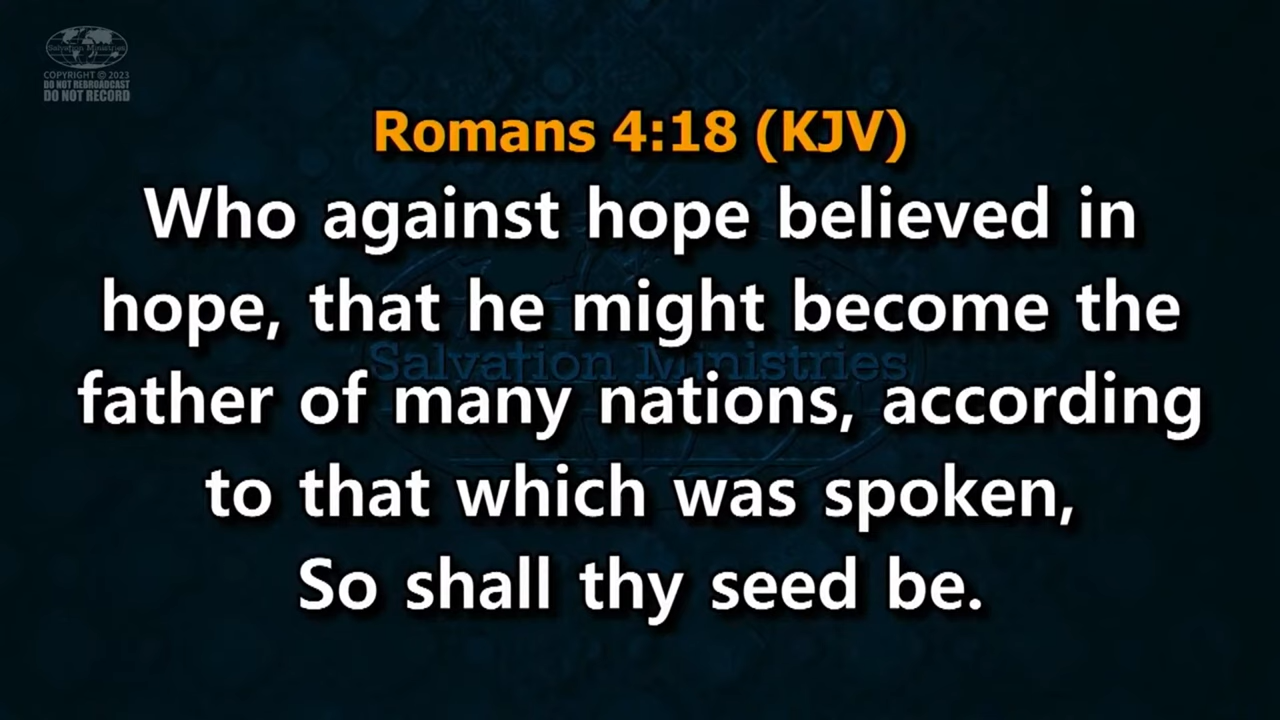 Salvation Ministries
COPYRIGHT © 2023
DO NOT REBROADCAST
DO NOT RECORD
Romans 4:18 (KJV)
Who against hope believed in
hope, that he might become the
Salvation Ministries
father of many nations, according
to that which was spoken,
So shall thy seed be.